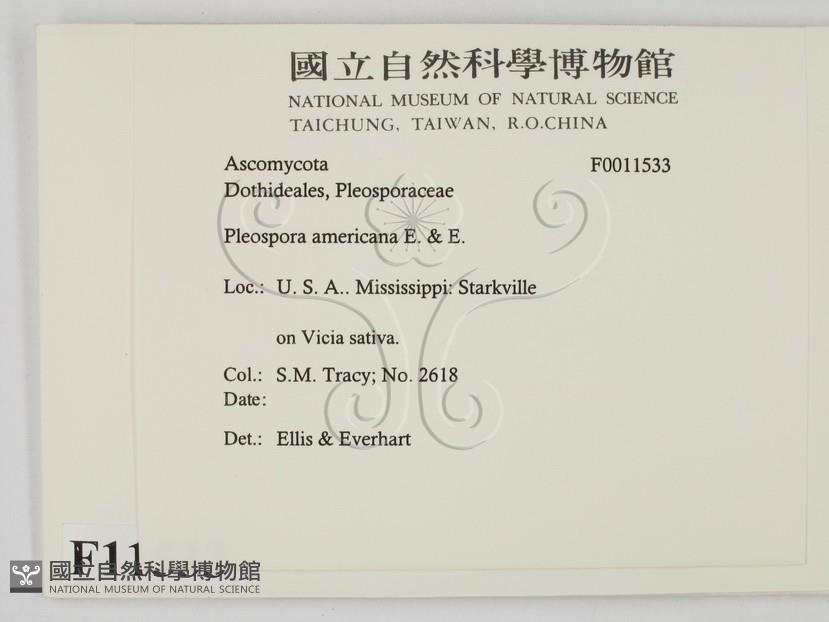 國立自然科學博物館
NATIONAL MUSEUM OF NATURAL SCIENCE
TAICHUNG, TAIWAN, R.O.CHINA
Ascomycota F0011533
Dothideales, Pleosporaceae
Pleospora americana E. & E.
Loc.: U. S. A.. Mississippi: Starkville
on Vicia sativa.
Col.: S.M. Tracy; No. 2618
Date:
Det.: Ellis & Everhart
國立自然科學博物館
NATIONAL MUSEUM OF NATURAL SCIENCE